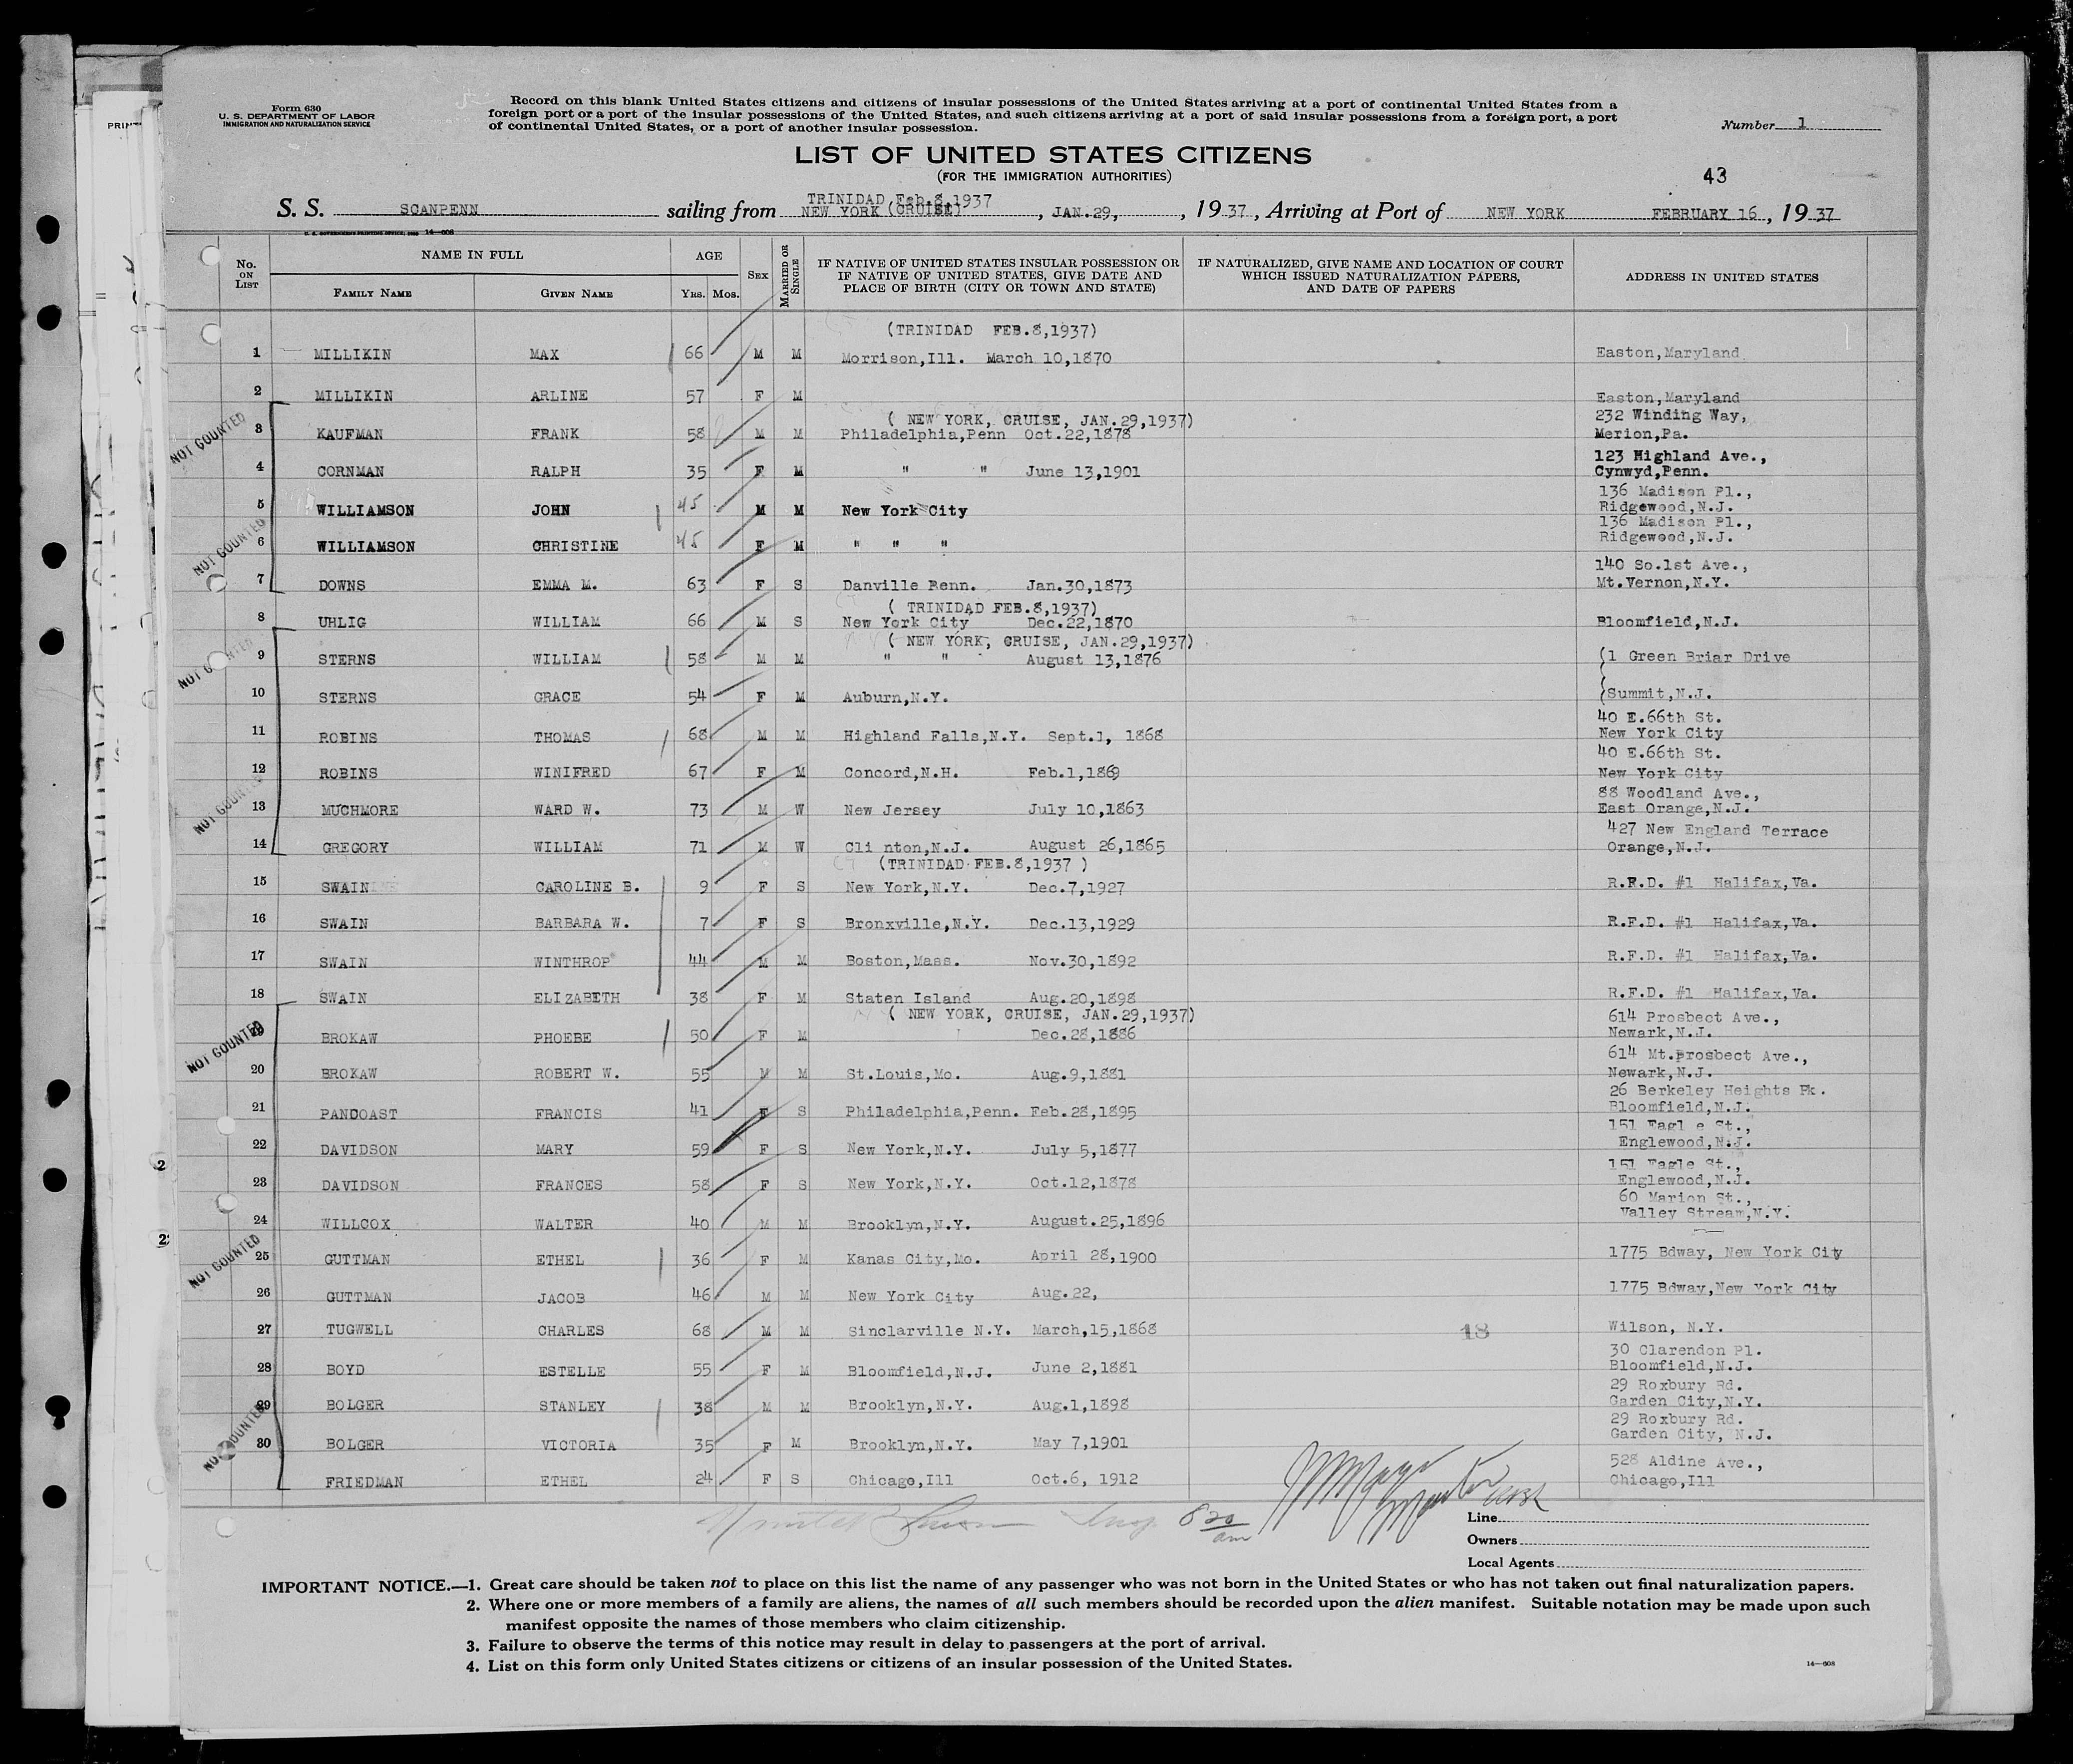 Form 630
U. S. DEPARTMENT OF LABOR
IMMIGRATION AND NATURALIZATION SERVICE
Record on this blank United States citizens and citizens of insular possessions of the United States arriving at a port of continental United States from a
foreign port or a port of the insular possessions of the United States, and such citizens arriving at a port of said insular possessions from a foreign port, a port
of continental United States, or a port of another insular possession.
Number 1
LIST OF UNITED STATES CITIZENS
(FOR THE IMMIGRATION AUTHORITIES)
43
TRINIDAD Feb.8,1937
S. S. SCANPENN sailing from NEW YORK (CRUISE), JAN.29, , 1937, Arriving at Port of NEW YORK FEBRUARY 16, 1937
U. S. GOVERNMENT PRINTING OFFICE: 14—608
No. ON LIST NAME IN FULL AGE SEX MARRIED OR SINGLE IF NATIVE OF UNITED STATES INSULAR POSSESSION OR IF NATIVE OF UNITED STATES, GIVE DATE AND PLACE OF BIRTH (CITY OR TOWN AND STATE) IF NATURALIZED, GIVE NAME AND LOCATION OF COURT WHICH ISSUED NATURALIZATION PAPERS, AND DATE OF PAPERS ADDRESS IN UNITED STATES
FAMILY NAME GIVEN NAME YRS. MOS.
(TRINIDAD FEB.8,1937)
1 MILLIKIN MAX 66 M M Morrison,Ill. March 10,1870 Easton,Maryland
2 MILLIKIN ARLINE 57 F M Easton,Maryland
( NEW YORK, CRUISE, JAN.29,1937) 232 Winding Way,
NOT COUNTED
3 KAUFMAN FRANK 58 M M Philadelphia,Penn Oct.22,1878 Merion,Pa.
123 Highland Ave.,
4 CORNMAN RALPH 35 F M " " June 13,1901 Cynwyd,Penn.
136 Madison Pl.,
5 WILLIAMSON JOHN 45 M M New York City Ridgewood,N.J.
136 Madison Pl.,
NOT COUNTED
6 WILLIAMSON CHRISTINE 45 F M " " " Ridgewood,N.J.
140 So.1st Ave.,
7 DOWNS EMMA M. 63 F S Danville Penn. Jan.30,1873 Mt.Vernon,N.Y.
( TRINIDAD FEB.8,1937)
8 UHLIG WILLIAM 66 M S New York City Dec.22,1870 Bloomfield,N.J.
( NEW YORK, CRUISE, JAN.29,1937)
NOT COUNTED
9 STERNS WILLIAM 58 M M " " August 13,1876 (1 Green Briar Drive
10 STERNS GRACE 54 F M Auburn,N.Y. (Summit,N.J.
40 E.66th St.
11 ROBINS THOMAS 68 M M Highland Falls,N.Y. Sept.1, 1868 New York City
40 E.66th St.
12 ROBINS WINIFRED 67 F M Concord,N.H. Feb.1,1869 New York City
88 Woodland Ave.,
NOT COUNTED
13 MUCHMORE WARD W. 73 M W New Jersey July 10,1863 East Orange,N.J.
427 New England Terrace
14 GREGORY WILLIAM 71 M W Cli nton,N.J. August 26,1865 Orange,N.J.
(TRINIDAD FEB.8,1937 )
15 SWAIN CAROLINE B. 9 F S New York,N.Y. Dec.7,1927 R.F.D. #1 Halifax,Va.
16 SWAIN BARBARA W. 7 F S Bronxville,N.Y. Dec.13,1929 R.F.D. #1 Halifax,Va.
17 SWAIN WINTHROP 44 M M Boston,Mass. Nov.30,1892 R.F.D. #1 Halifax,Va.
18 SWAIN ELIZABETH 38 F M Staten Island Aug.20,1898 R.F.D. #1 Halifax,Va.
( NEW YORK, CRUISE, JAN.29,1937) 614 Prosbect Ave.,
NOT COUNTED
19 BROKAW PHOEBE 50 F M Dec.28,1886 Newark,N.J.
614 Mt.prosbect Ave.,
20 BROKAW ROBERT W. 55 M M St.Louis,Mo. Aug.9,1881 Newark,N.J.
26 Berkeley Heights Pk.
21 PANCOAST FRANCIS 41 F S Philadelphia,Penn. Feb.28,1895 Bloomfield,N.J.
151 Eagl e St.,
22 DAVIDSON MARY 59 F S New York,N.Y. July 5,1877 Englewood,N.J.
151 Eagle St.,
23 DAVIDSON FRANCES 58 F S New York,N.Y. Oct.12,1878 Englewood,N.J.
60 Marion St.,
24 WILLCOX WALTER 40 M M Brooklyn,N.Y. August.25,1896 Valley Stream,N.Y.
NOT COUNTED
25 GUTTMAN ETHEL 36 F M Kanas City,Mo. April 28,1900 1775 Bdway, New York City
26 GUTTMAN JACOB 46 M M New York City Aug.22, 1775 Bdway,New York City
27 TUGWELL CHARLES 68 M M Sinclarville N.Y. March,15,1868 18 Wilson, N.Y.
30 Clarendon Pl.
28 BOYD ESTELLE 55 F M Bloomfield,N.J. June 2,1881 Bloomfield,N.J.
29 Roxbury Rd.
29 BOLGER STANLEY 38 M M Brooklyn,N.Y. Aug.1,1898 Garden City,N.Y.
29 Roxbury Rd.
NOT COUNTED
30 BOLGER VICTORIA 35 F M Brooklyn,N.Y. May 7,1901 Garden City, N.J.
528 Aldine Ave.,
FRIEDMAN ETHEL 24 F S Chicago,Ill Oct.6, 1912 Chicago,Ill
8 20 am
Line
Owners
Local Agents
IMPORTANT NOTICE.—1. Great care should be taken not to place on this list the name of any passenger who was not born in the United States or who has not taken out final naturalization papers.
2. Where one or more members of a family are aliens, the names of all such members should be recorded upon the alien manifest. Suitable notation may be made upon such
manifest opposite the names of those members who claim citizenship.
3. Failure to observe the terms of this notice may result in delay to passengers at the port of arrival.
4. List on this form only United States citizens or citizens of an insular possession of the United States.
14—608